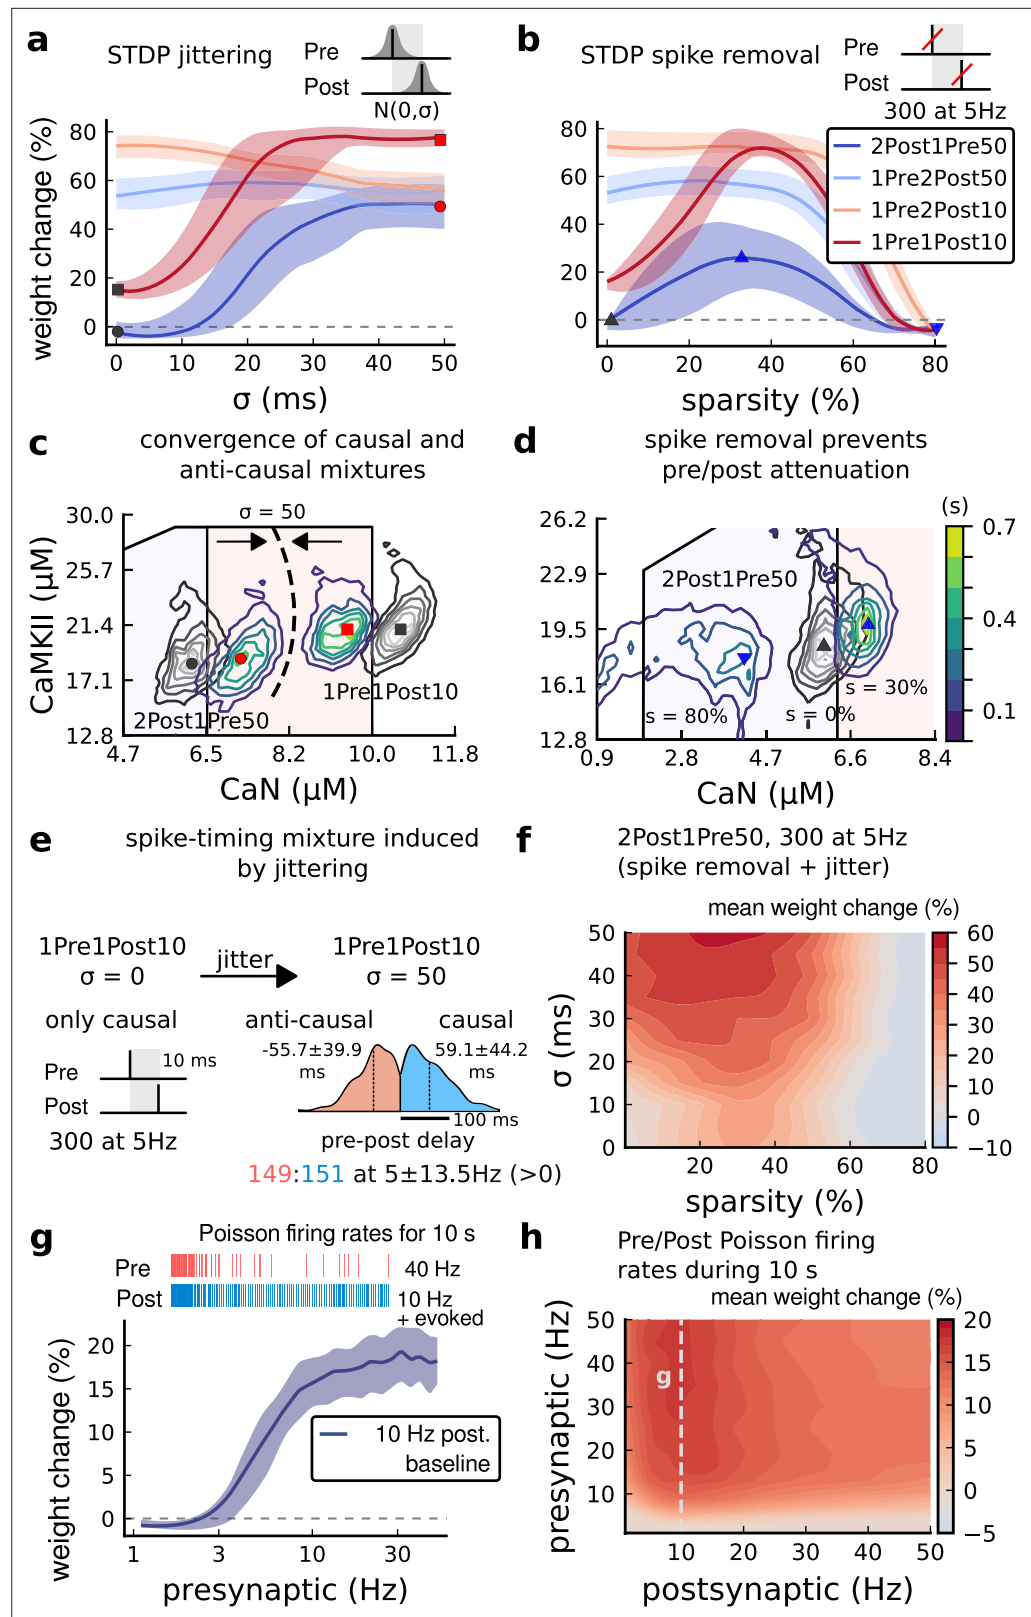 a
STDP jittering
Pre
Post
N(0,σ)
weight change (%)
80
60
40
20
0
0 10 20 30 40 50
σ (ms)
b
STDP spike removal
Pre
Post
300 at 5Hz
80
60
40
20
0
2Post1Pre50
1Pre2Post50
1Pre2Post10
1Pre1Post10
0 20 40 60 80
sparsity (%)
c
convergence of causal and
anti-causal mixtures
σ = 50
CaMKII (μM)
30.0
25.7
21.4
17.1
12.8
2Post1Pre50
1Pre1Post10
4.7 6.5 8.2 10.0 11.8
CaN (μM)
d
spike removal prevents
pre/post attenuation
26.2
22.9
19.5
16.1
12.8
2Post1Pre50
s = 80%
s = 0%
s = 30%
0.9 2.8 4.7 6.6 8.4
CaN (μM)
(s)
0.7
0.4
0.1
e
spike-timing mixture induced
by jittering
1Pre1Post10
σ = 0
jitter
1Pre1Post10
σ = 50
only causal
Pre
Post
10 ms
300 at 5Hz
anti-causal
causal
-55.7±39.9
ms
59.1±44.2
ms
100 ms
pre-post delay
149:151 at 5±13.5Hz (>0)
f
2Post1Pre50, 300 at 5Hz
(spike removal + jitter)
mean weight change (%)
σ (ms)
50
40
30
20
10
0
0 20 40 60 80
sparsity (%)
60
50
40
30
20
10
0
−10
g
Poisson firing rates for 10 s
Pre
40 Hz
Post
10 Hz
+ evoked
weight change (%)
20
15
10
5
0
10 Hz post.
baseline
1 3 10 30
presynaptic (Hz)
h
Pre/Post Poisson firing
rates during 10 s
mean weight change (%)
presynaptic (Hz)
50
40
30
20
10
g
10 20 30 40 50
postsynaptic (Hz)
20
15
10
5
0
−5